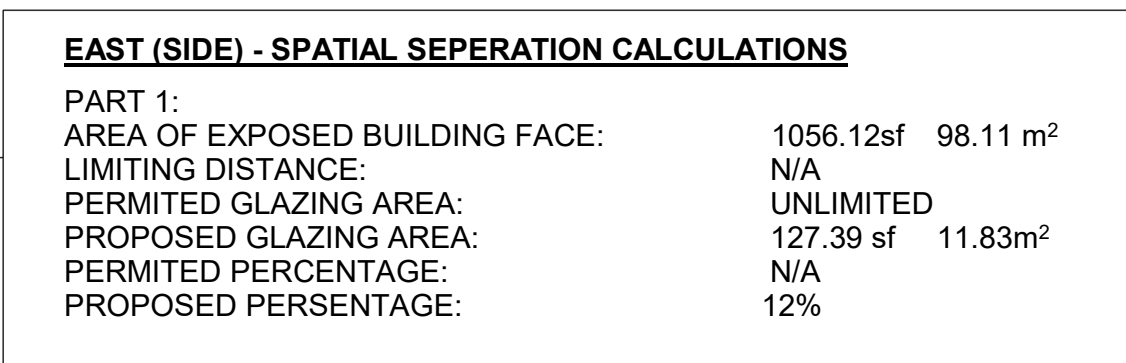 EAST (SIDE) - SPATIAL SEPERATION CALCULATIONS
PART 1:
AREA OF EXPOSED BUILDING FACE: 1056.12sf 98.11 m²
LIMITING DISTANCE: N/A
PERMITED GLAZING AREA: UNLIMITED
PROPOSED GLAZING AREA: 127.39 sf 11.83m²
PERMITED PERCENTAGE: N/A
PROPOSED PERSENTAGE: 12%